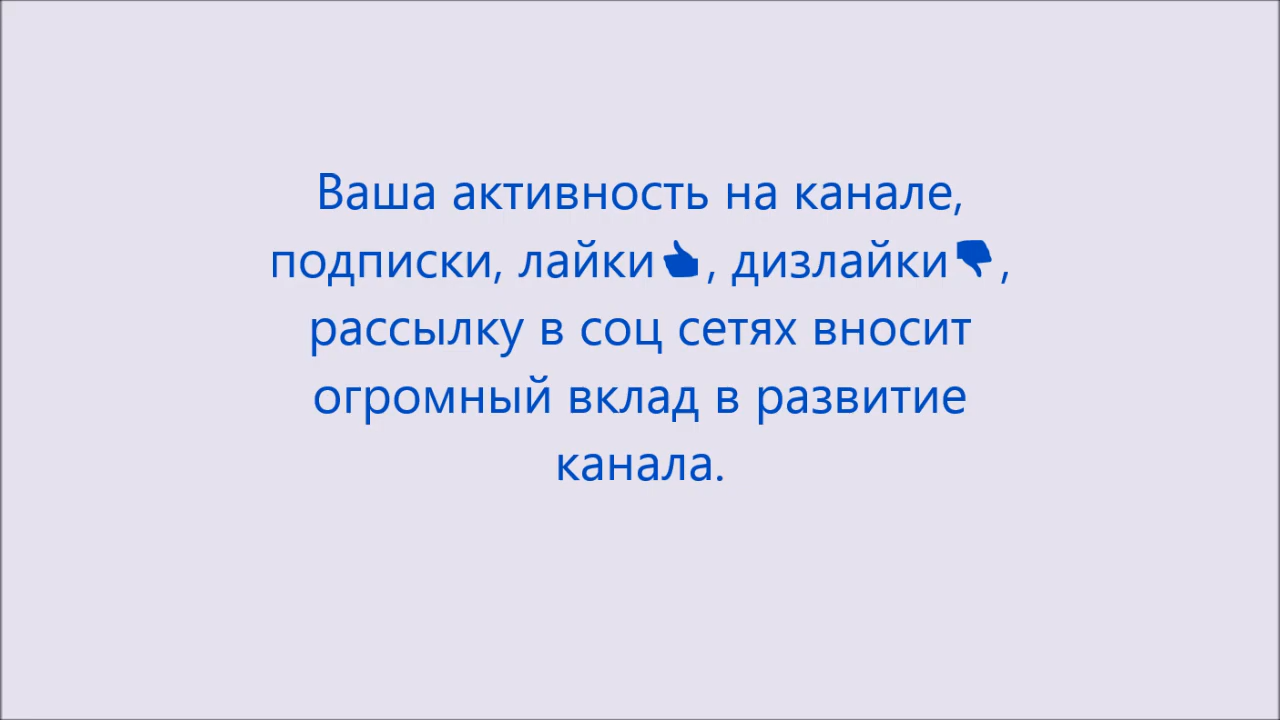 Ваша активность на канале,
подписки, лайки👍, дизлайки👎,
рассылку в соц сетях вносит
огромный вклад в развитие
канала.